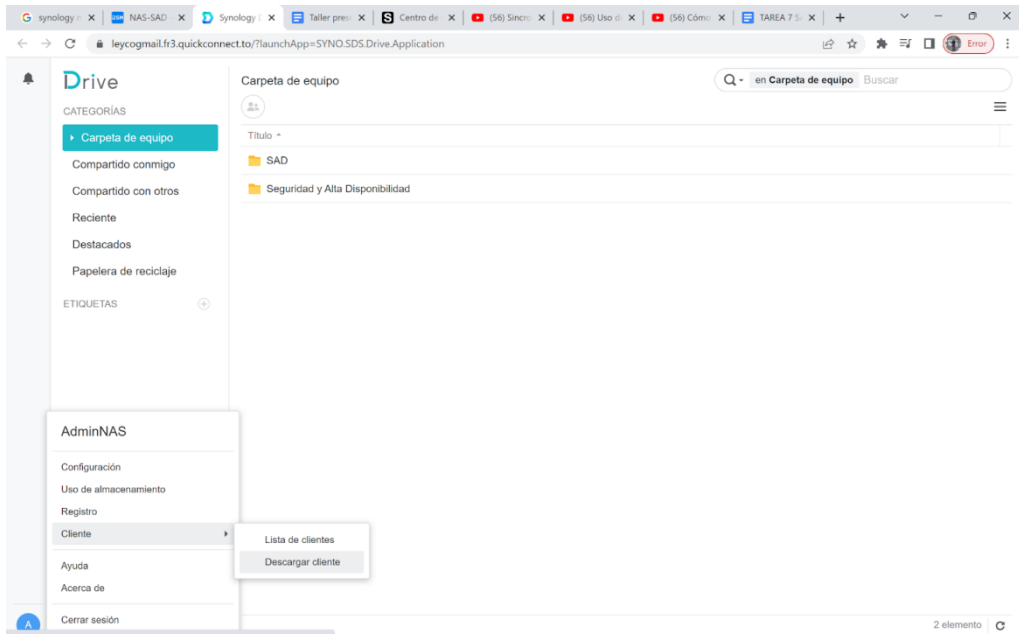 synology n
NAS-SAD
Synology D
Taller pres
Centro de
(56) Sincro
(56) Uso d
(56) Cómo
TAREA 7 S
leycogmail.fr3.quickconnect.to/?launchApp=SYNO.SDS.Drive.Application
Error
Drive
CATEGORÍAS
Carpeta de equipo
Compartido conmigo
Compartido con otros
Reciente
Destacados
Papelera de reciclaje
ETIQUETAS
Carpeta de equipo
en Carpeta de equipo Buscar
Título
SAD
Seguridad y Alta Disponibilidad
AdminNAS
Configuración
Uso de almacenamiento
Registro
Cliente
Lista de clientes
Descargar cliente
Ayuda
Acerca de
Cerrar sesión
A
2 elemento